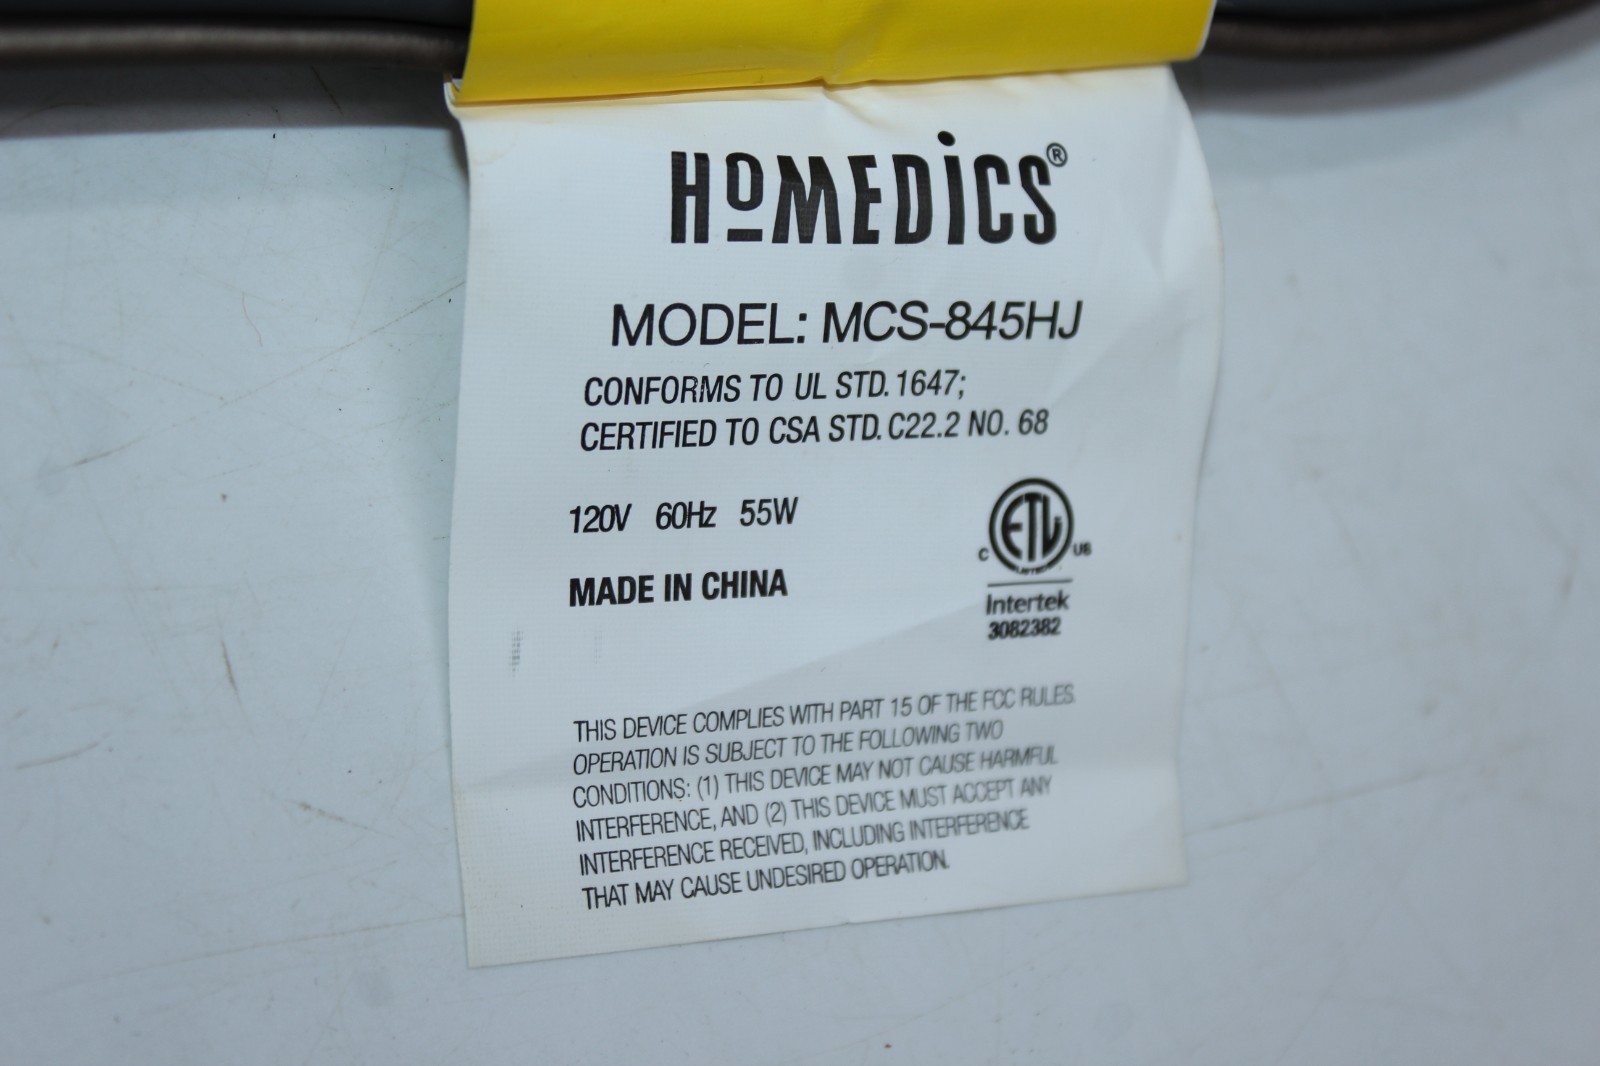 HOMEDICS®
MODEL: MCS-845HJ
CONFORMS TO UL STD. 1647;
CERTIFIED TO CSA STD. C22.2 NO. 68
120V 60Hz 55W
MADE IN CHINA
ETL
C US
LISTED
Intertek
3082382
THIS DEVICE COMPLIES WITH PART 15 OF THE FCC RULES.
OPERATION IS SUBJECT TO THE FOLLOWING TWO
CONDITIONS: (1) THIS DEVICE MAY NOT CAUSE HARMFUL
INTERFERENCE, AND (2) THIS DEVICE MUST ACCEPT ANY
INTERFERENCE RECEIVED, INCLUDING INTERFERENCE
THAT MAY CAUSE UNDESIRED OPERATION.